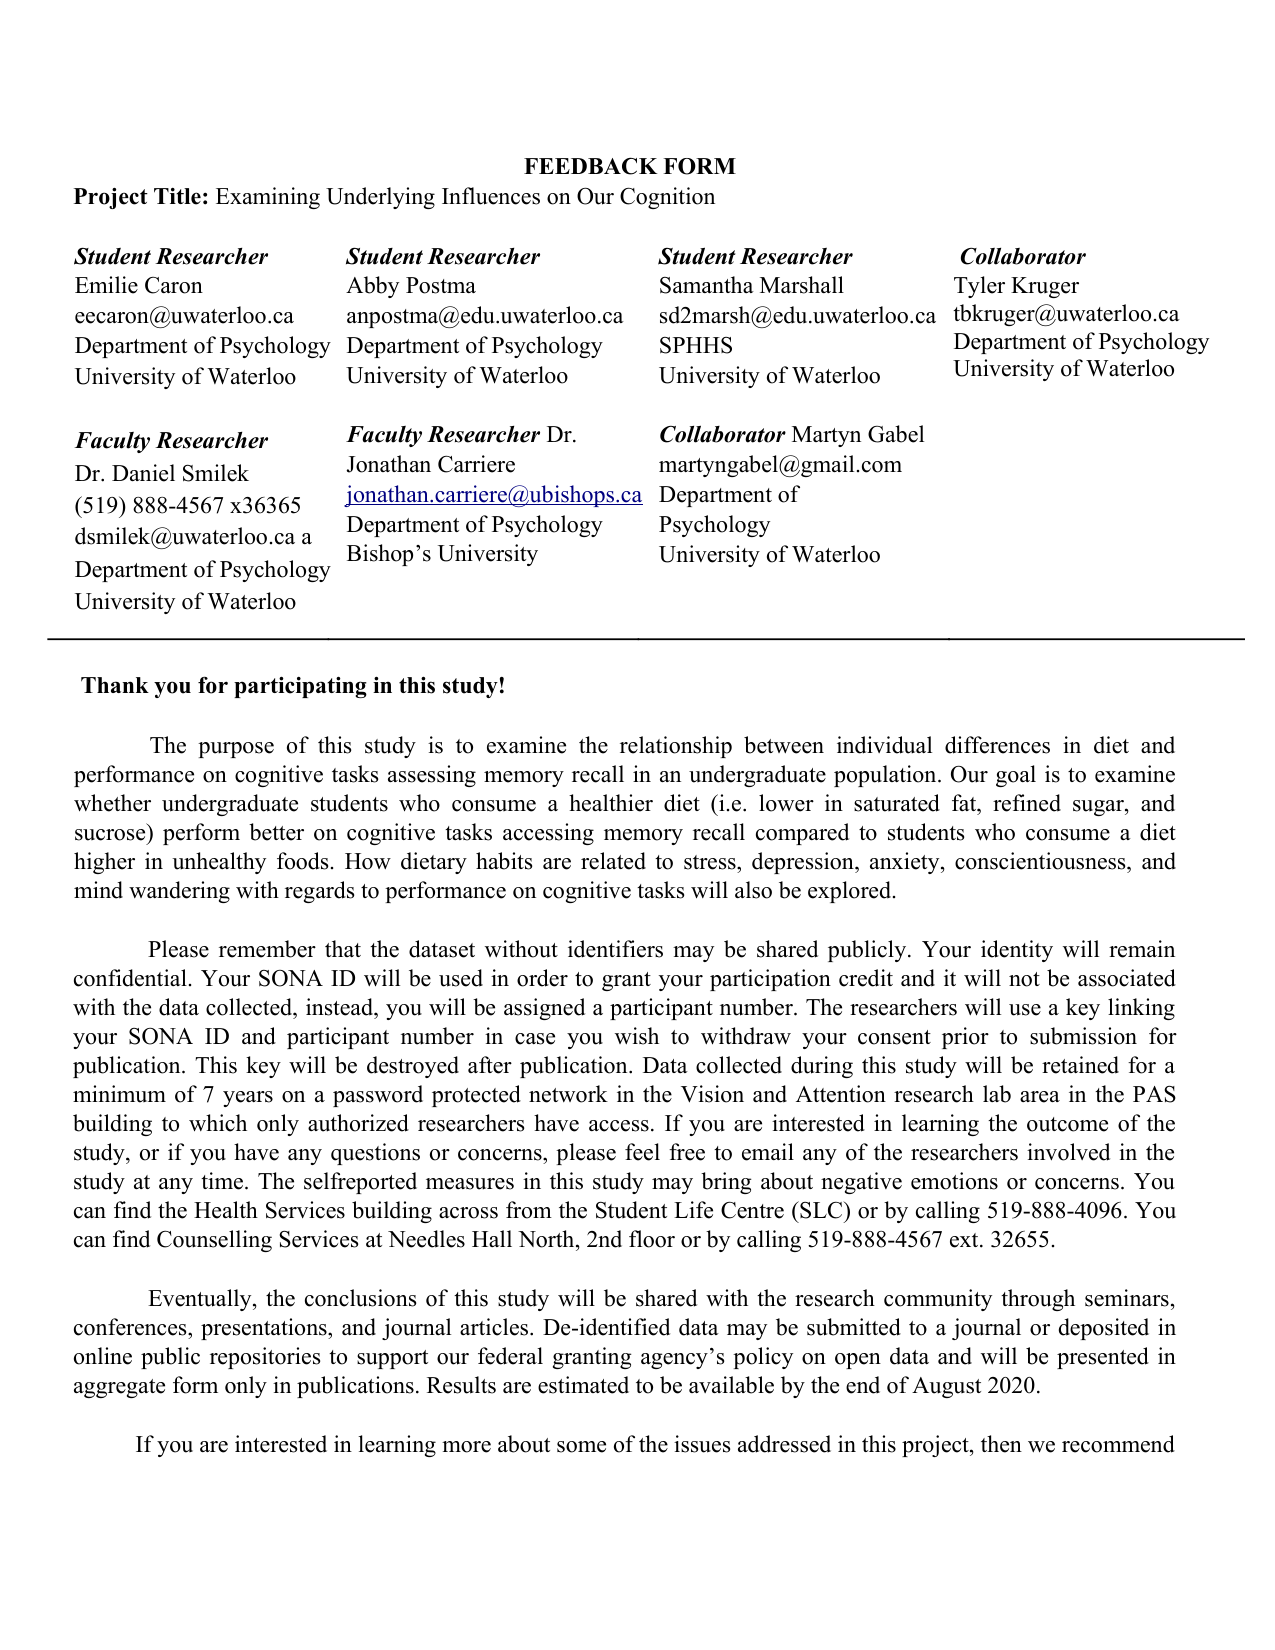 FEEDBACK FORM
Project Title: Examining Underlying Influences on Our Cognition
Student Researcher
Emilie Caron
eecaron@uwaterloo.ca
Department of Psychology
University of Waterloo
Student Researcher
Abby Postma
anpostma@edu.uwaterloo.ca
Department of Psychology
University of Waterloo
Student Researcher
Samantha Marshall
sd2marsh@edu.uwaterloo.ca
SPHHS
University of Waterloo
Collaborator
Tyler Kruger
tbkruger@uwaterloo.ca
Department of Psychology
University of Waterloo
Faculty Researcher
Dr. Daniel Smilek
(519) 888-4567 x36365
dsmilek@uwaterloo.ca a
Department of Psychology
University of Waterloo
Faculty Researcher Dr.
Jonathan Carriere
jonathan.carriere@ubishops.ca
Department of Psychology
Bishop’s University
Collaborator Martyn Gabel
martyngabel@gmail.com
Department of
Psychology
University of Waterloo
Thank you for participating in this study!
The purpose of this study is to examine the relationship between individual differences in diet and
performance on cognitive tasks assessing memory recall in an undergraduate population. Our goal is to examine
whether undergraduate students who consume a healthier diet (i.e. lower in saturated fat, refined sugar, and
sucrose) perform better on cognitive tasks accessing memory recall compared to students who consume a diet
higher in unhealthy foods. How dietary habits are related to stress, depression, anxiety, conscientiousness, and
mind wandering with regards to performance on cognitive tasks will also be explored.
Please remember that the dataset without identifiers may be shared publicly. Your identity will remain
confidential. Your SONA ID will be used in order to grant your participation credit and it will not be associated
with the data collected, instead, you will be assigned a participant number. The researchers will use a key linking
your SONA ID and participant number in case you wish to withdraw your consent prior to submission for
publication. This key will be destroyed after publication. Data collected during this study will be retained for a
minimum of 7 years on a password protected network in the Vision and Attention research lab area in the PAS
building to which only authorized researchers have access. If you are interested in learning the outcome of the
study, or if you have any questions or concerns, please feel free to email any of the researchers involved in the
study at any time. The selfreported measures in this study may bring about negative emotions or concerns. You
can find the Health Services building across from the Student Life Centre (SLC) or by calling 519-888-4096. You
can find Counselling Services at Needles Hall North, 2nd floor or by calling 519-888-4567 ext. 32655.
Eventually, the conclusions of this study will be shared with the research community through seminars,
conferences, presentations, and journal articles. De-identified data may be submitted to a journal or deposited in
online public repositories to support our federal granting agency’s policy on open data and will be presented in
aggregate form only in publications. Results are estimated to be available by the end of August 2020.
If you are interested in learning more about some of the issues addressed in this project, then we recommend